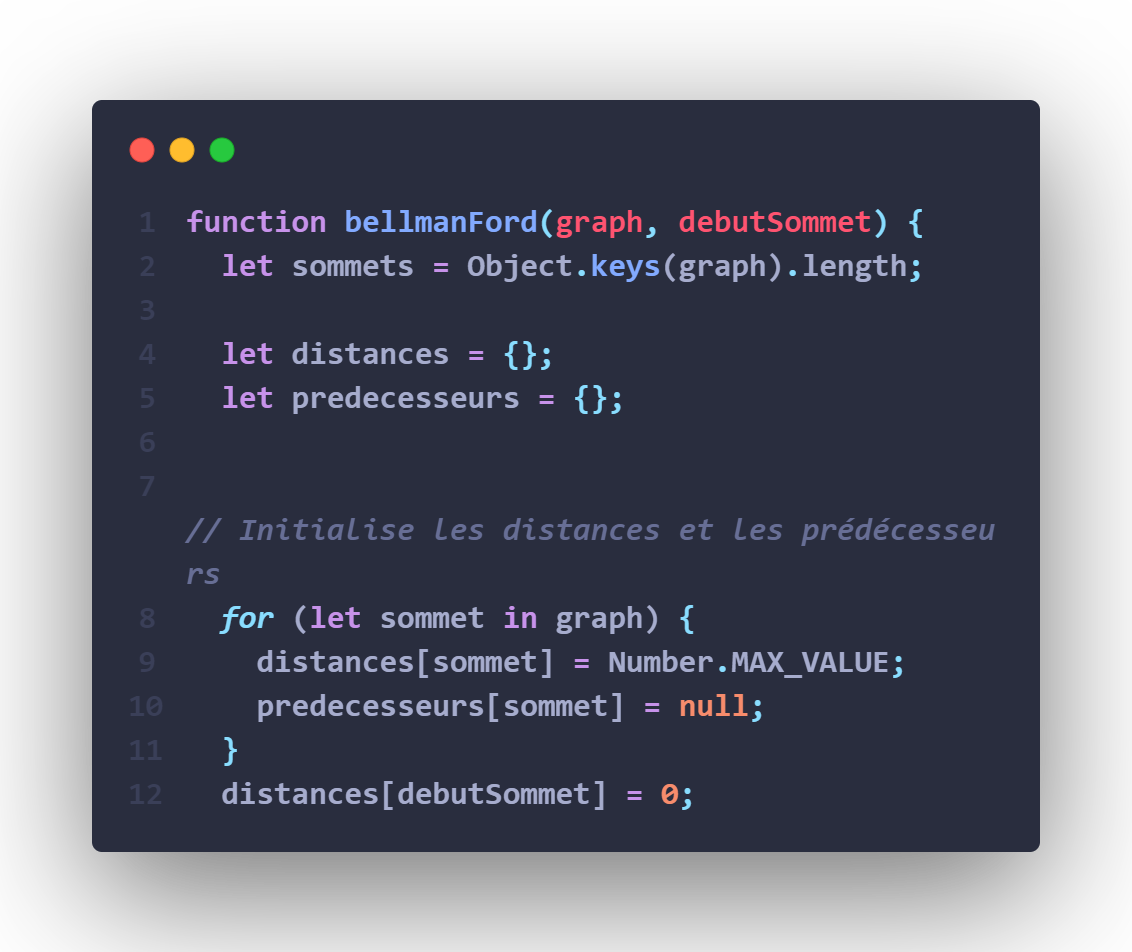 1 function bellmanFord(graph, debutSommet) {
2   let sommets = Object.keys(graph).length;
3
4   let distances = {};
5   let predecesseurs = {};
6
7
// Initialise les distances et les prédécesseu
rs
8   for (let sommet in graph) {
9     distances[sommet] = Number.MAX_VALUE;
10     predecesseurs[sommet] = null;
11   }
12   distances[debutSommet] = 0;